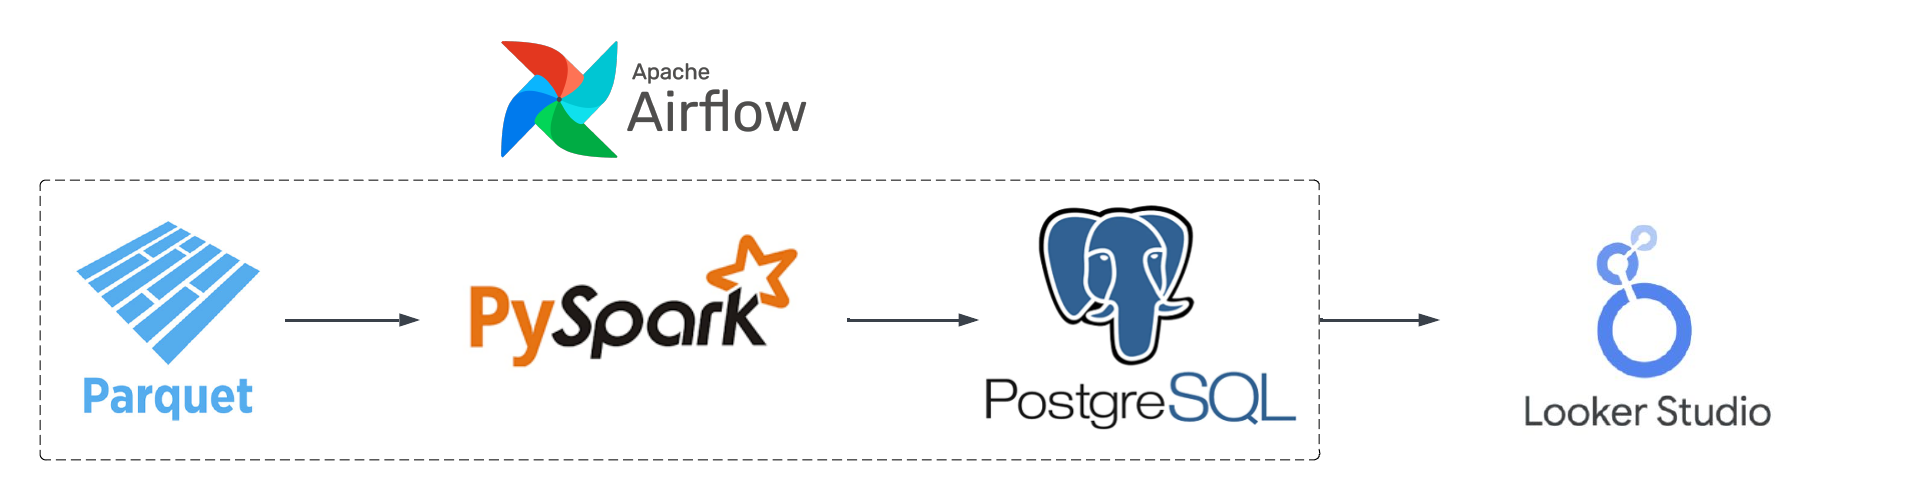 Apache
Airflow
Parquet
PySpark
PostgreSQL
Looker Studio